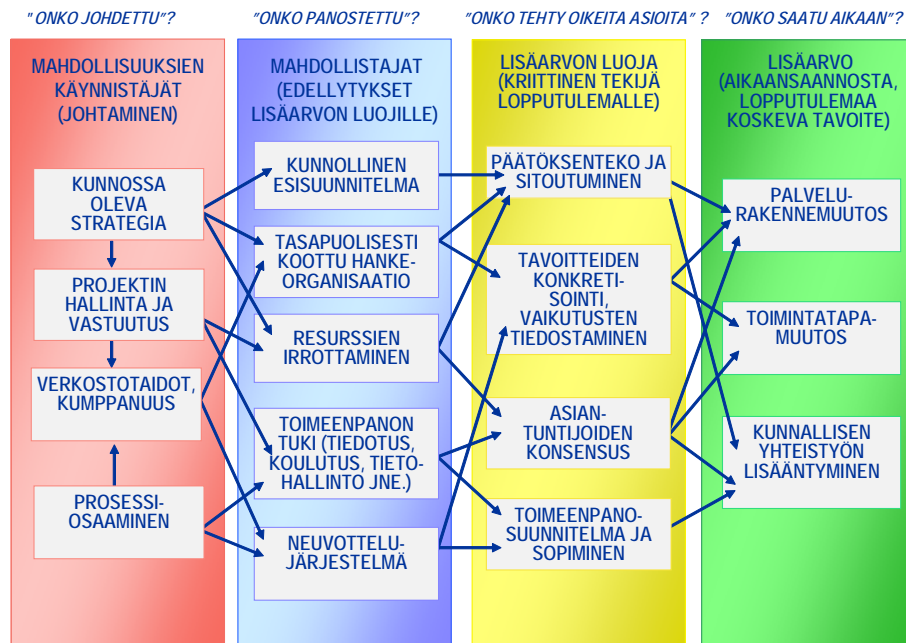 "ONKO JOHDETTU"?
"ONKO PANOSTETTU"?
"ONKO TEHTY OIKEITA ASIOITA" ?
"ONKO SAATU AIKAAN"?
MAHDOLLISUUKSIEN
KÄYNNISTÄJÄT
(JOHTAMINEN)
KUNNOSSA
OLEVA
STRATEGIA
PROJEKTIN
HALLINTA JA
VASTUUTUS
VERKOSTOTAIDOT,
KUMPPANUUS
PROSESSI-
OSAAMINEN
MAHDOLLISTAJAT
(EDELLYTYKSET
LISÄARVON LUOJILLE)
KUNNOLLINEN
ESISUUNNITELMA
TASAPUOLISESTI
KOOTTU HANKE-
ORGANISAATIO
RESURSSIEN
IRROTTAMINEN
TOIMEENPANON
TUKI (TIEDOTUS,
KOULUTUS, TIETO-
HALLINTO JNE.)
NEUVOTTELU-
JÄRJESTELMÄ
LISÄARVON LUOJA
(KRIITTINEN TEKIJÄ
LOPPUTULEMALLE)
PÄÄTÖKSENTEKO JA
SITOUTUMINEN
TAVOITTEIDEN
KONKRETI-
SOINTI,
VAIKUTUSTEN
TIEDOSTAMINEN
ASIAN-
TUNTIJOIDEN
KONSENSUS
TOIMEENPANO-
SUUNNITELMA JA
SOPIMINEN
LISÄARVO
(AIKAANSAANNOSTA,
LOPPUTULEMAA
KOSKEVA TAVOITE)
PALVELU-
RAKENNEMUUTOS
TOIMINTATAPA-
MUUTOS
KUNNALLISEN
YHTEISTYÖN
LISÄÄNTYMINEN